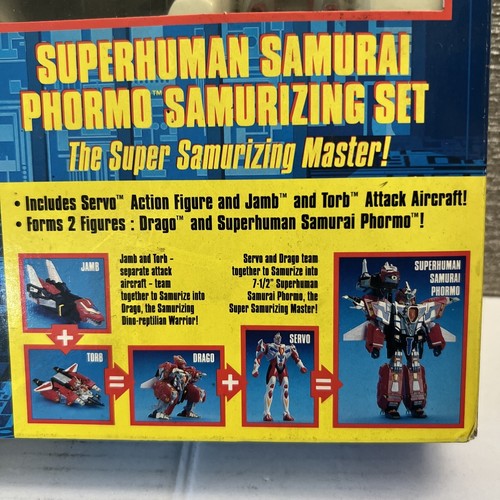 SUPERHUMAN SAMURAI
PHORMO™ SAMURIZING SET
The Super Samurizing Master!
• Includes Servo™ Action Figure and Jamb™ and Torb™ Attack Aircraft!
• Forms 2 Figures : Drago™ and Superhuman Samurai Phormo™!
JAMB
Jamb and Torb -
separate attack
aircraft - team
together to Samurize into
Drago, the Samurizing
Dino-reptilian Warrior!
Servo and Drago team
together to Samurize into
7-1/2" Superhuman
Samurai Phormo, the
Super Samurizing Master!
SUPERHUMAN
SAMURAI
PHORMO
+
TORB
=
DRAGO
+
SERVO
=